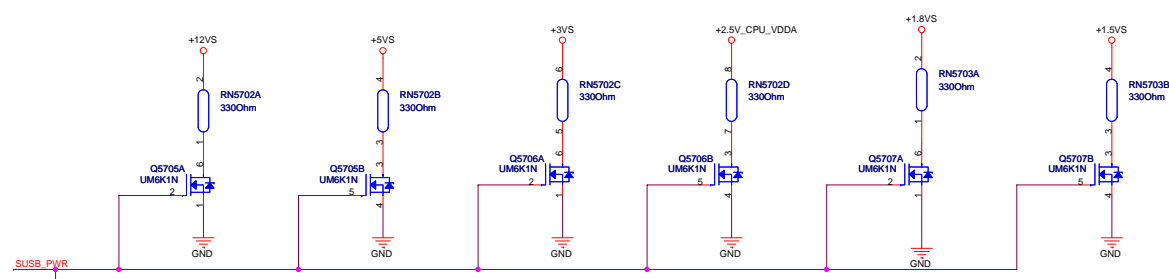 +12VS
2
RN5702A
330Ohm
1
Q5705A
UM6K1N
6
2
1
GND
+5VS
4
RN5702B
330Ohm
3
Q5705B
UM6K1N
3
5
4
GND
+3VS
6
RN5702C
330Ohm
5
Q5706A
UM6K1N
6
2
1
GND
+2.5V_CPU_VDDA
8
RN5702D
330Ohm
7
Q5706B
UM6K1N
3
5
4
GND
+1.8VS
2
RN5703A
330Ohm
1
Q5707A
UM6K1N
6
2
1
GND
+1.5VS
4
RN5703B
330Ohm
3
Q5707B
UM6K1N
3
5
4
GND
SUSB_PWR